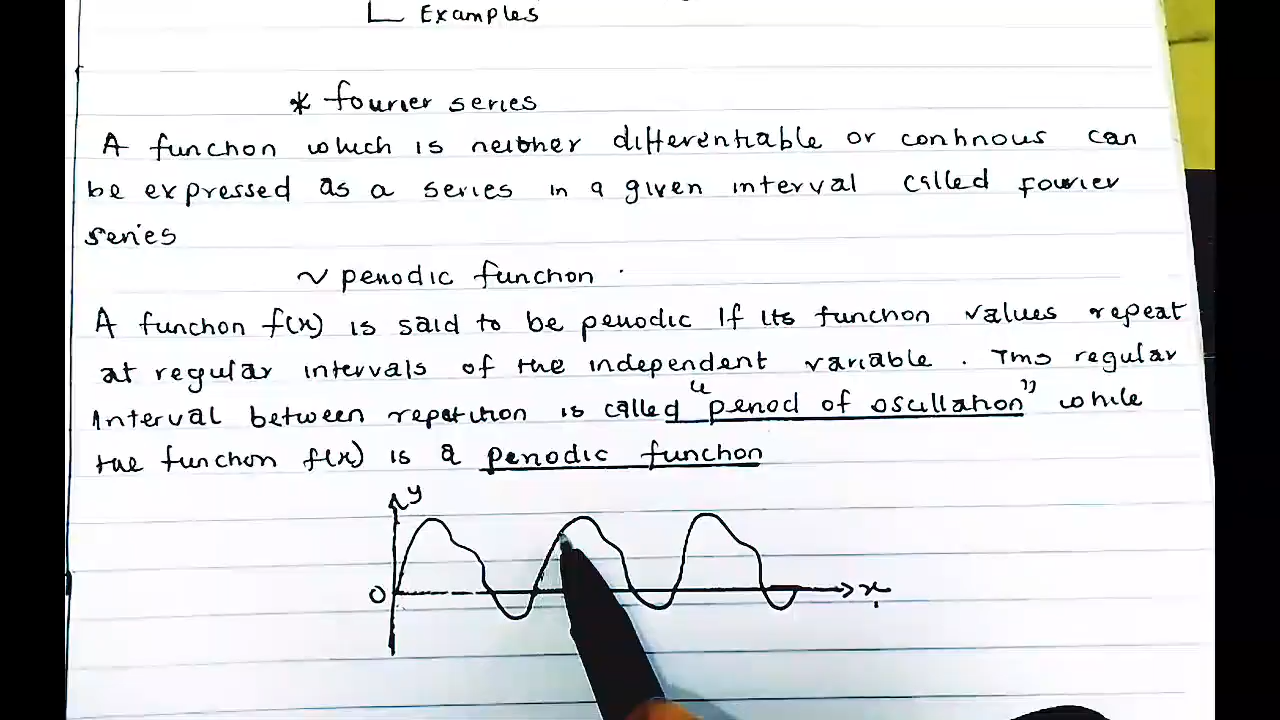 Examples
* fourier series
A function which is neither differentiable or continous can
be expressed as a series in a given interval called fourier
series
~ periodic function
A function f(x) is said to be periodic if its function values repeat
at regular intervals of the independent variable. This regular
interval between repetition is called "period of oscillation" while
the function f(x) is a periodic function
y
0
x